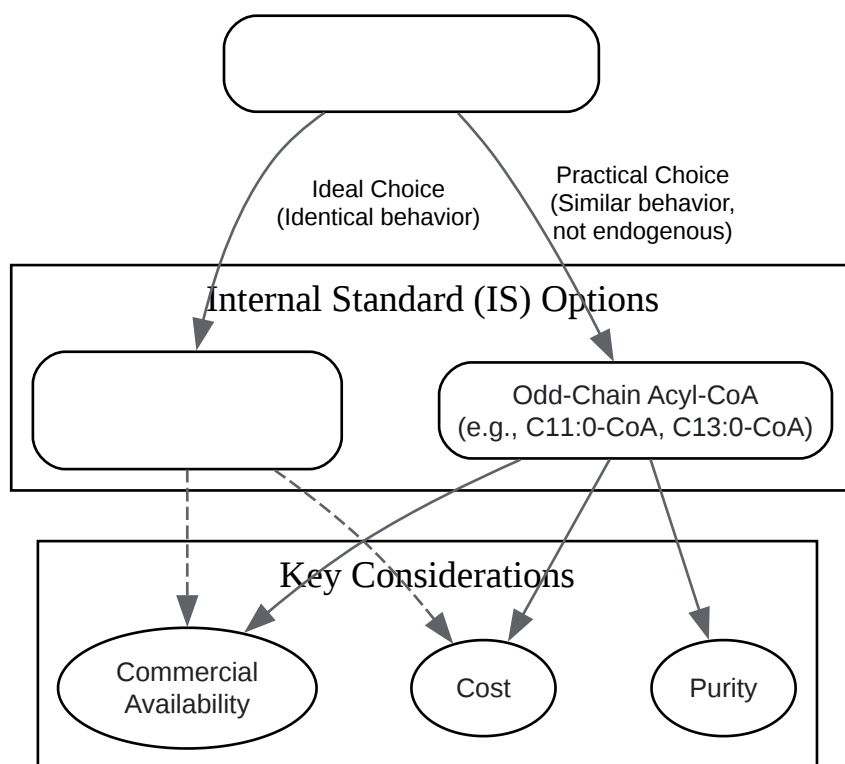 Ideal Choice
(Identical behavior)
Practical Choice
(Similar behavior,
not endogenous)
Internal Standard (IS) Options
Odd-Chain Acyl-CoA
(e.g., C11:0-CoA, C13:0-CoA)
Key Considerations
Commercial
Availability
Cost
Purity